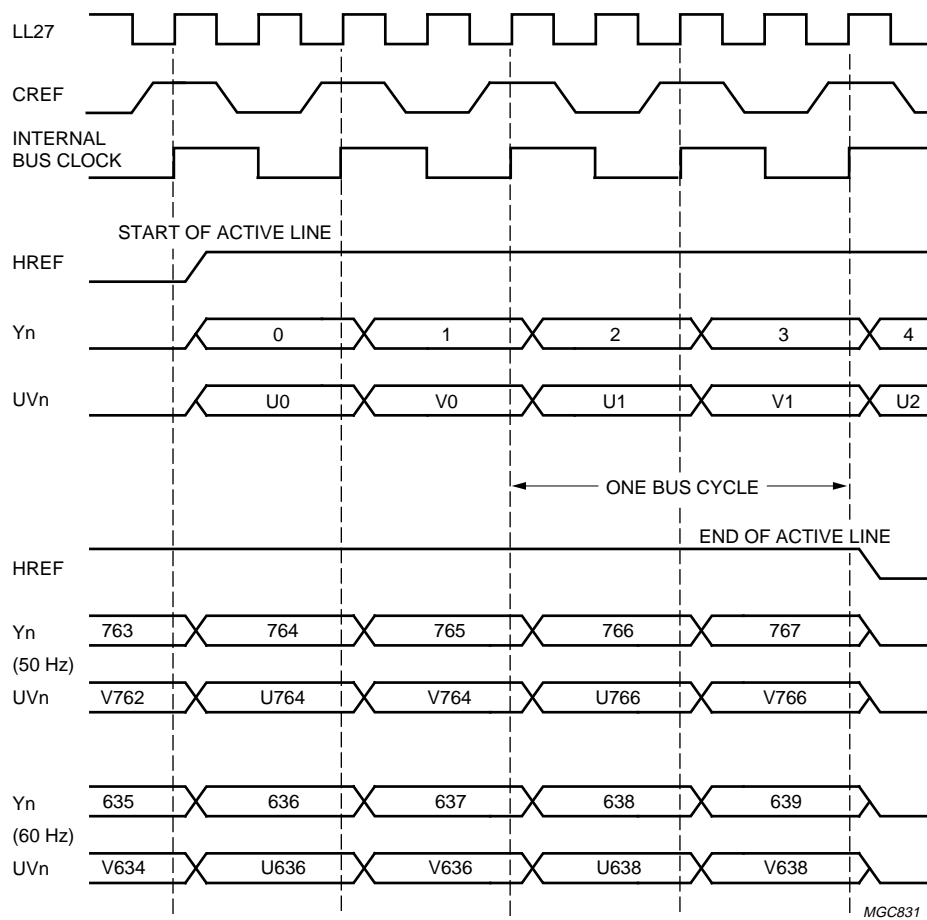 LL27
CREF
INTERNAL
BUS CLOCK
START OF ACTIVE LINE
HREF
Yn 0 1 2 3 4
UVn U0 V0 U1 V1 U2
ONE BUS CYCLE
END OF ACTIVE LINE
HREF
Yn 763 764 765 766 767
(50 Hz)
UVn V762 U764 V764 U766 V766
Yn 635 636 637 638 639
(60 Hz)
UVn V634 U636 V636 U638 V638
MGC831